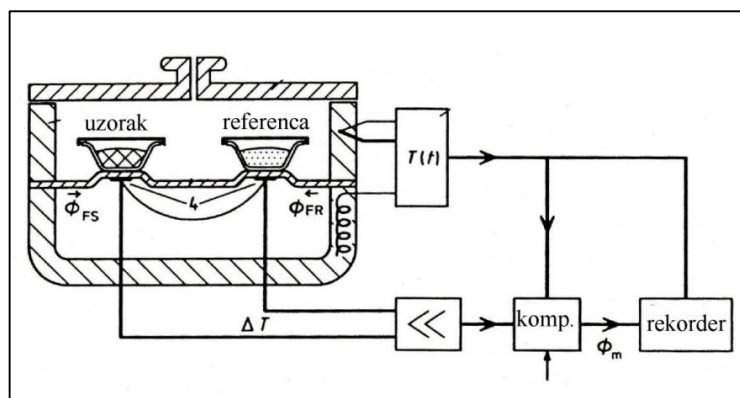 uzorak
referenca
T(t)
4
Φ_FS
Φ_FR
ΔT
<<
komp.
Φ_m
rekorder